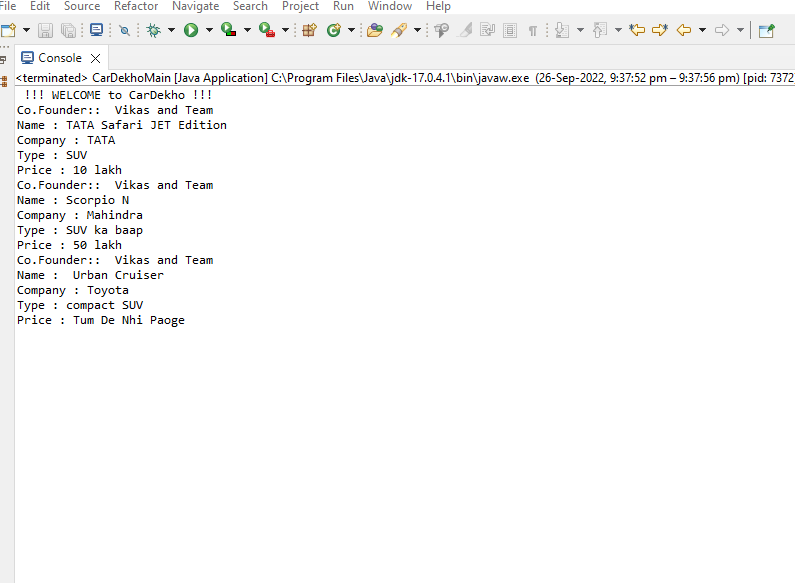 File Edit Source Refactor Navigate Search Project Run Window Help
Console
<terminated> CarDekhoMain [Java Application] C:\Program Files\Java\jdk-17.0.4.1\bin\javaw.exe (26-Sep-2022, 9:37:52 pm – 9:37:56 pm) [pid: 7372
!!! WELCOME to CarDekho !!!
Co.Founder::  Vikas and Team
Name : TATA Safari JET Edition
Company : TATA
Type : SUV
Price : 10 lakh
Co.Founder::  Vikas and Team
Name : Scorpio N
Company : Mahindra
Type : SUV ka baap
Price : 50 lakh
Co.Founder::  Vikas and Team
Name :  Urban Cruiser
Company : Toyota
Type : compact SUV
Price : Tum De Nhi Paoge